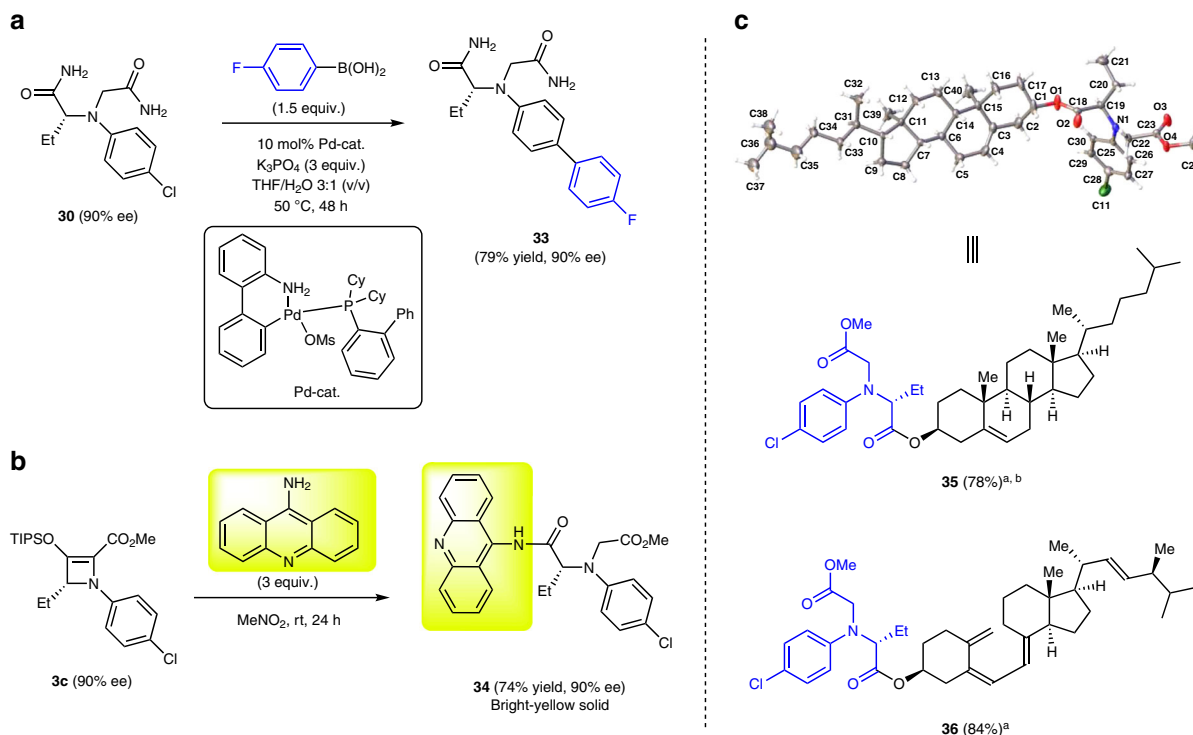 a
F
B(OH)2
(1.5 equiv.)
10 mol% Pd-cat.
K3PO4 (3 equiv.)
THF/H2O 3:1 (v/v)
50 °C, 48 h
NH2
O
O
NH2
N
Et
Cl
30 (90% ee)
NH2
O
O
NH2
N
Et
F
33
(79% yield, 90% ee)
NH2
Pd
OMs
P
Cy
Cy
Ph
Pd-cat.
b
TIPSO
CO2Me
N
Et
Cl
3c (90% ee)
NH2
N
(3 equiv.)
MeNO2, rt, 24 h
N
H
N
O
N
CO2Me
Et
Cl
34 (74% yield, 90% ee)
Bright-yellow solid
c
C21
C16
C20
C17
C32
C13
C40
C1
O1
C12
C15
C18
C19
O3
C38
C39
C31
C11
C14
O2
N1
C23
C34
C3
C2
C30
C22
O4
C36
C10
C6
C25
C26
C35
C33
C7
C4
C29
C27
C37
C9
C8
C5
C28
C2
C11
Me
OMe
O
Me
H
N
Et
Me
H
H
H
Cl
O
O
35 (78%)a, b
Me
Me
OMe
O
Me
N
Et
H
Cl
O
O
36 (84%)a